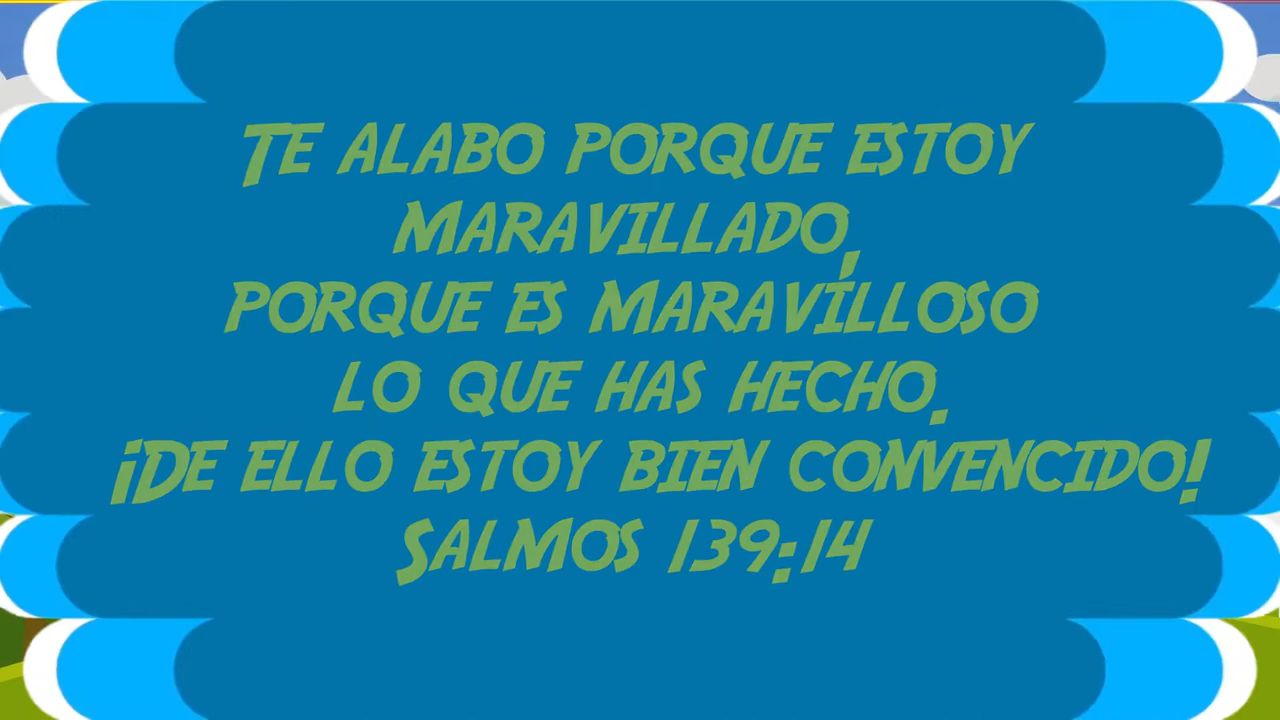 Te alabo porque estoy
maravillado,
porque es maravilloso
lo que has hecho.
¡De ello estoy bien convencido!
Salmos 139:14